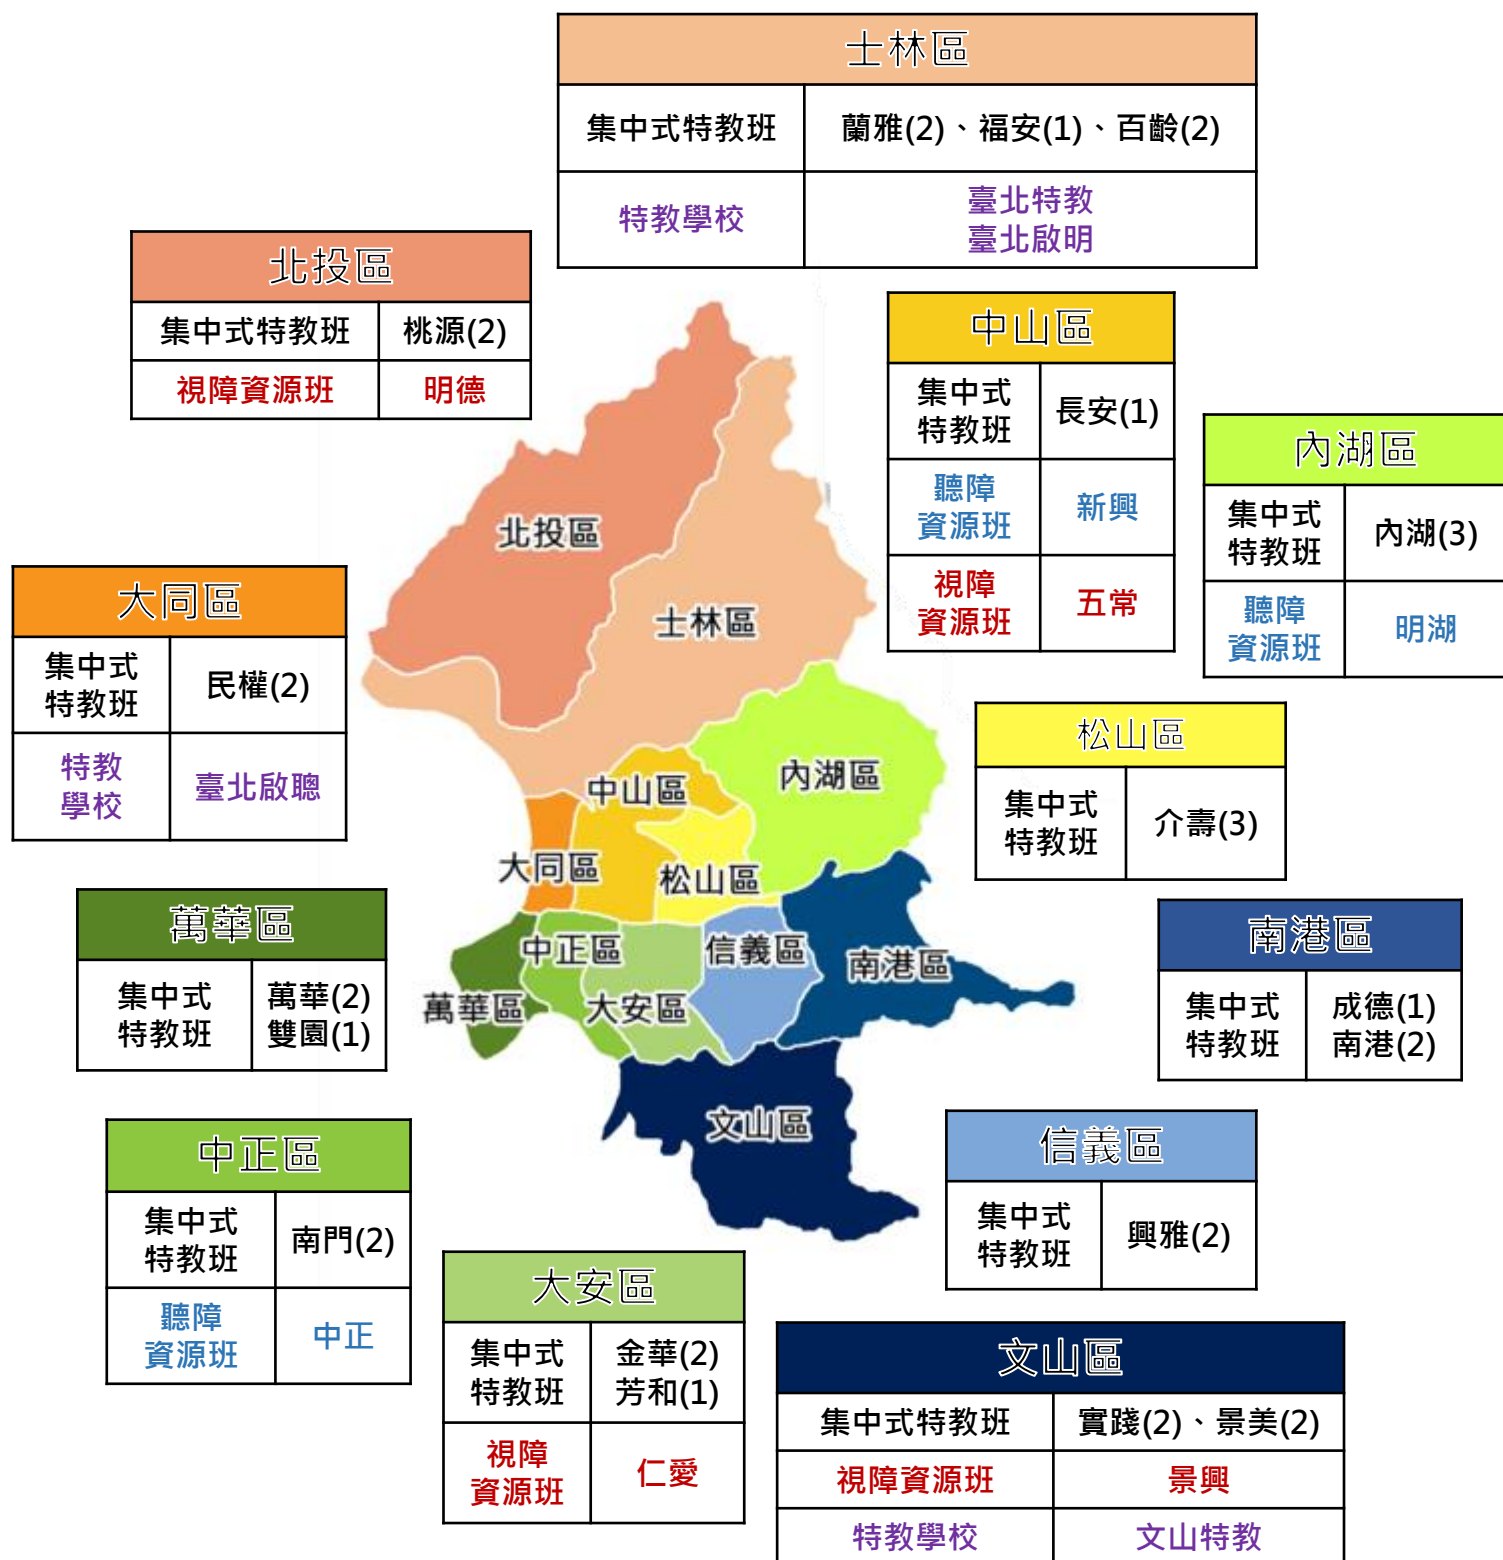 士林區
集中式特教班
蘭雅(2)、福安(1)、百齡(2)
特教學校
臺北特教
臺北啟明
北投區
集中式特教班
桃源(2)
視障資源班
明德
中山區
集中式
特教班
長安(1)
聽障
資源班
新興
視障
資源班
五常
內湖區
集中式
特教班
內湖(3)
聽障
資源班
明湖
大同區
集中式
特教班
民權(2)
特教
學校
臺北啟聰
松山區
集中式
特教班
介壽(3)
北投區
士林區
內湖區
中山區
大同區
松山區
中正區
信義區
南港區
萬華區
大安區
文山區
萬華區
集中式
特教班
萬華(2)
雙園(1)
南港區
集中式
特教班
成德(1)
南港(2)
中正區
集中式
特教班
南門(2)
聽障
資源班
中正
信義區
集中式
特教班
興雅(2)
大安區
集中式
特教班
金華(2)
芳和(1)
視障
資源班
仁愛
文山區
集中式特教班
實踐(2)、景美(2)
視障資源班
景興
特教學校
文山特教